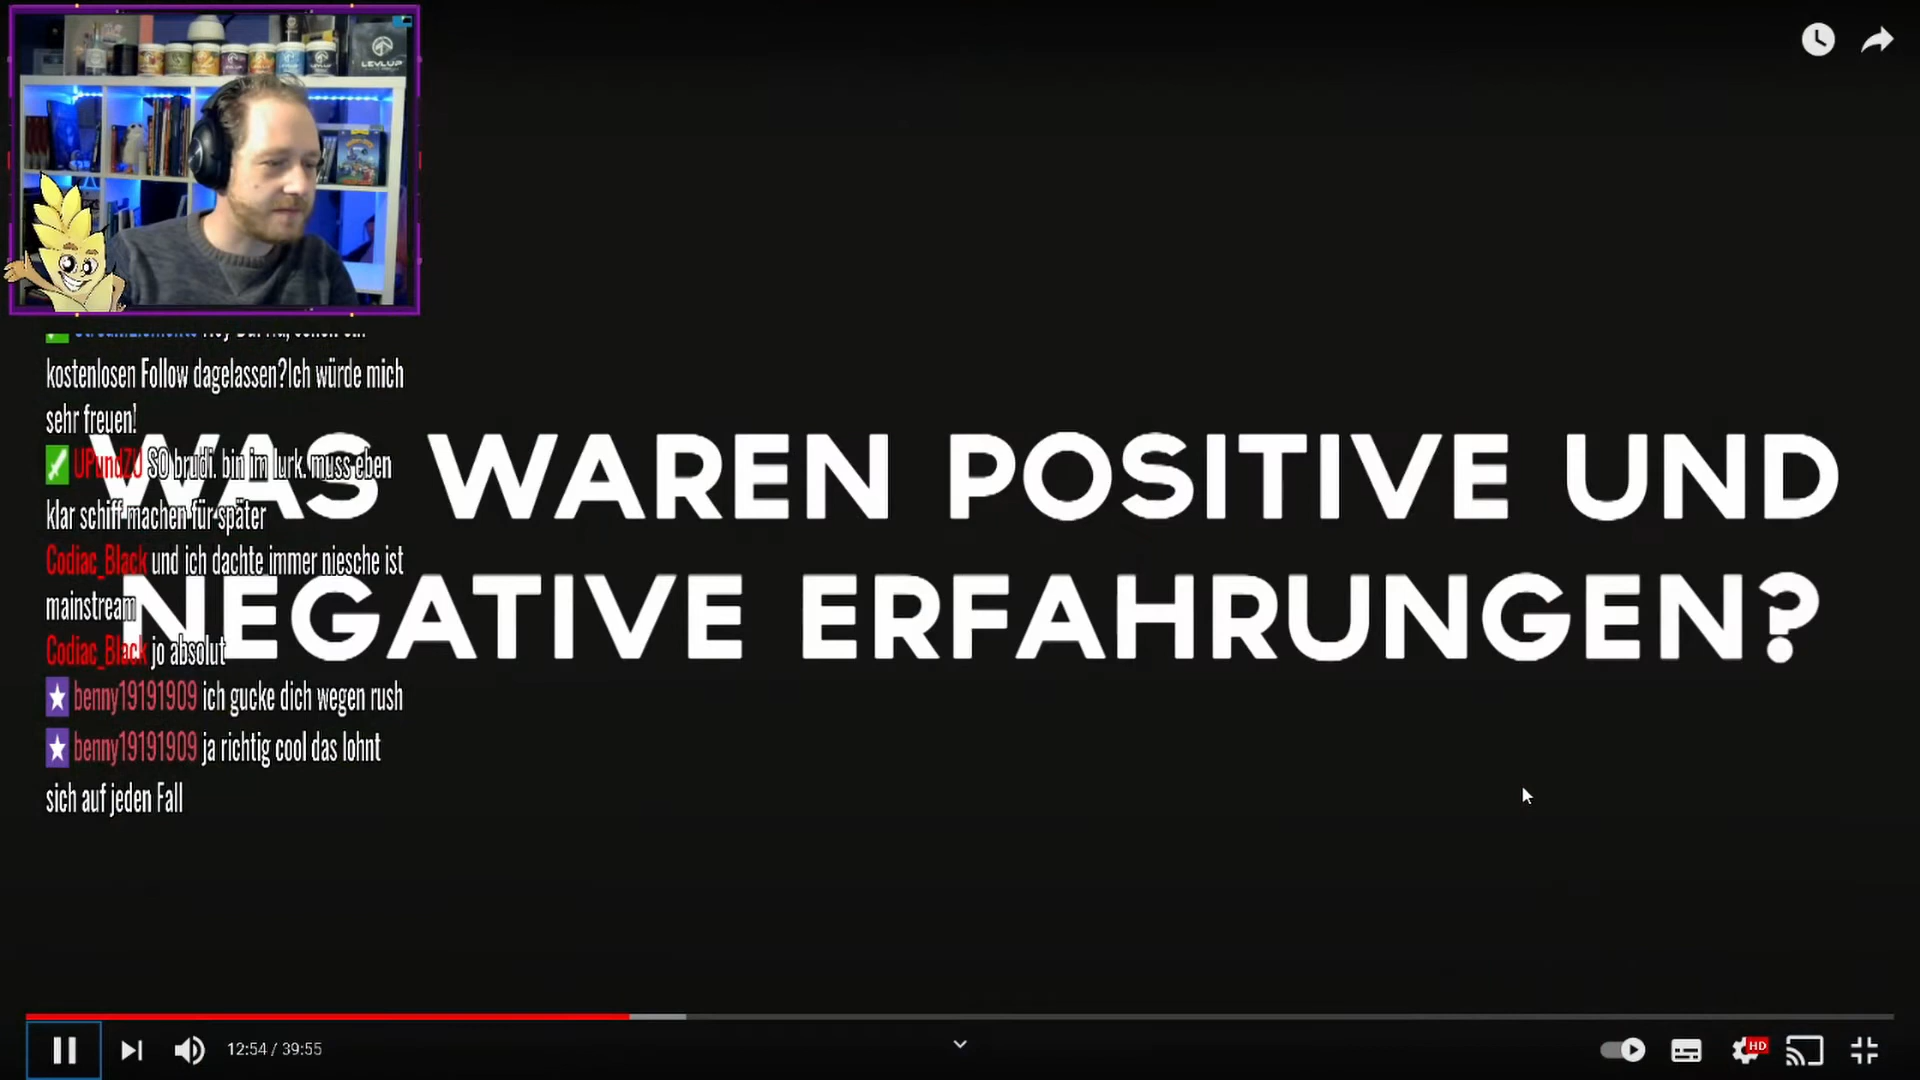 LEVLUP
kostenlosen Follow dagelassen?Ich würde mich
sehr freuen!
UPundZU SO brudi. bin im lurk. muss eben
klar schiff machen für später
Codiac_Black und ich dachte immer niesche ist
mainstream
Codiac_Black jo absolut
benny19191909 ich gucke dich wegen rush
benny19191909 ja richtig cool das lohnt
sich auf jeden Fall
WAS WAREN POSITIVE UND
NEGATIVE ERFAHRUNGEN?
12:54 / 39:55
HD